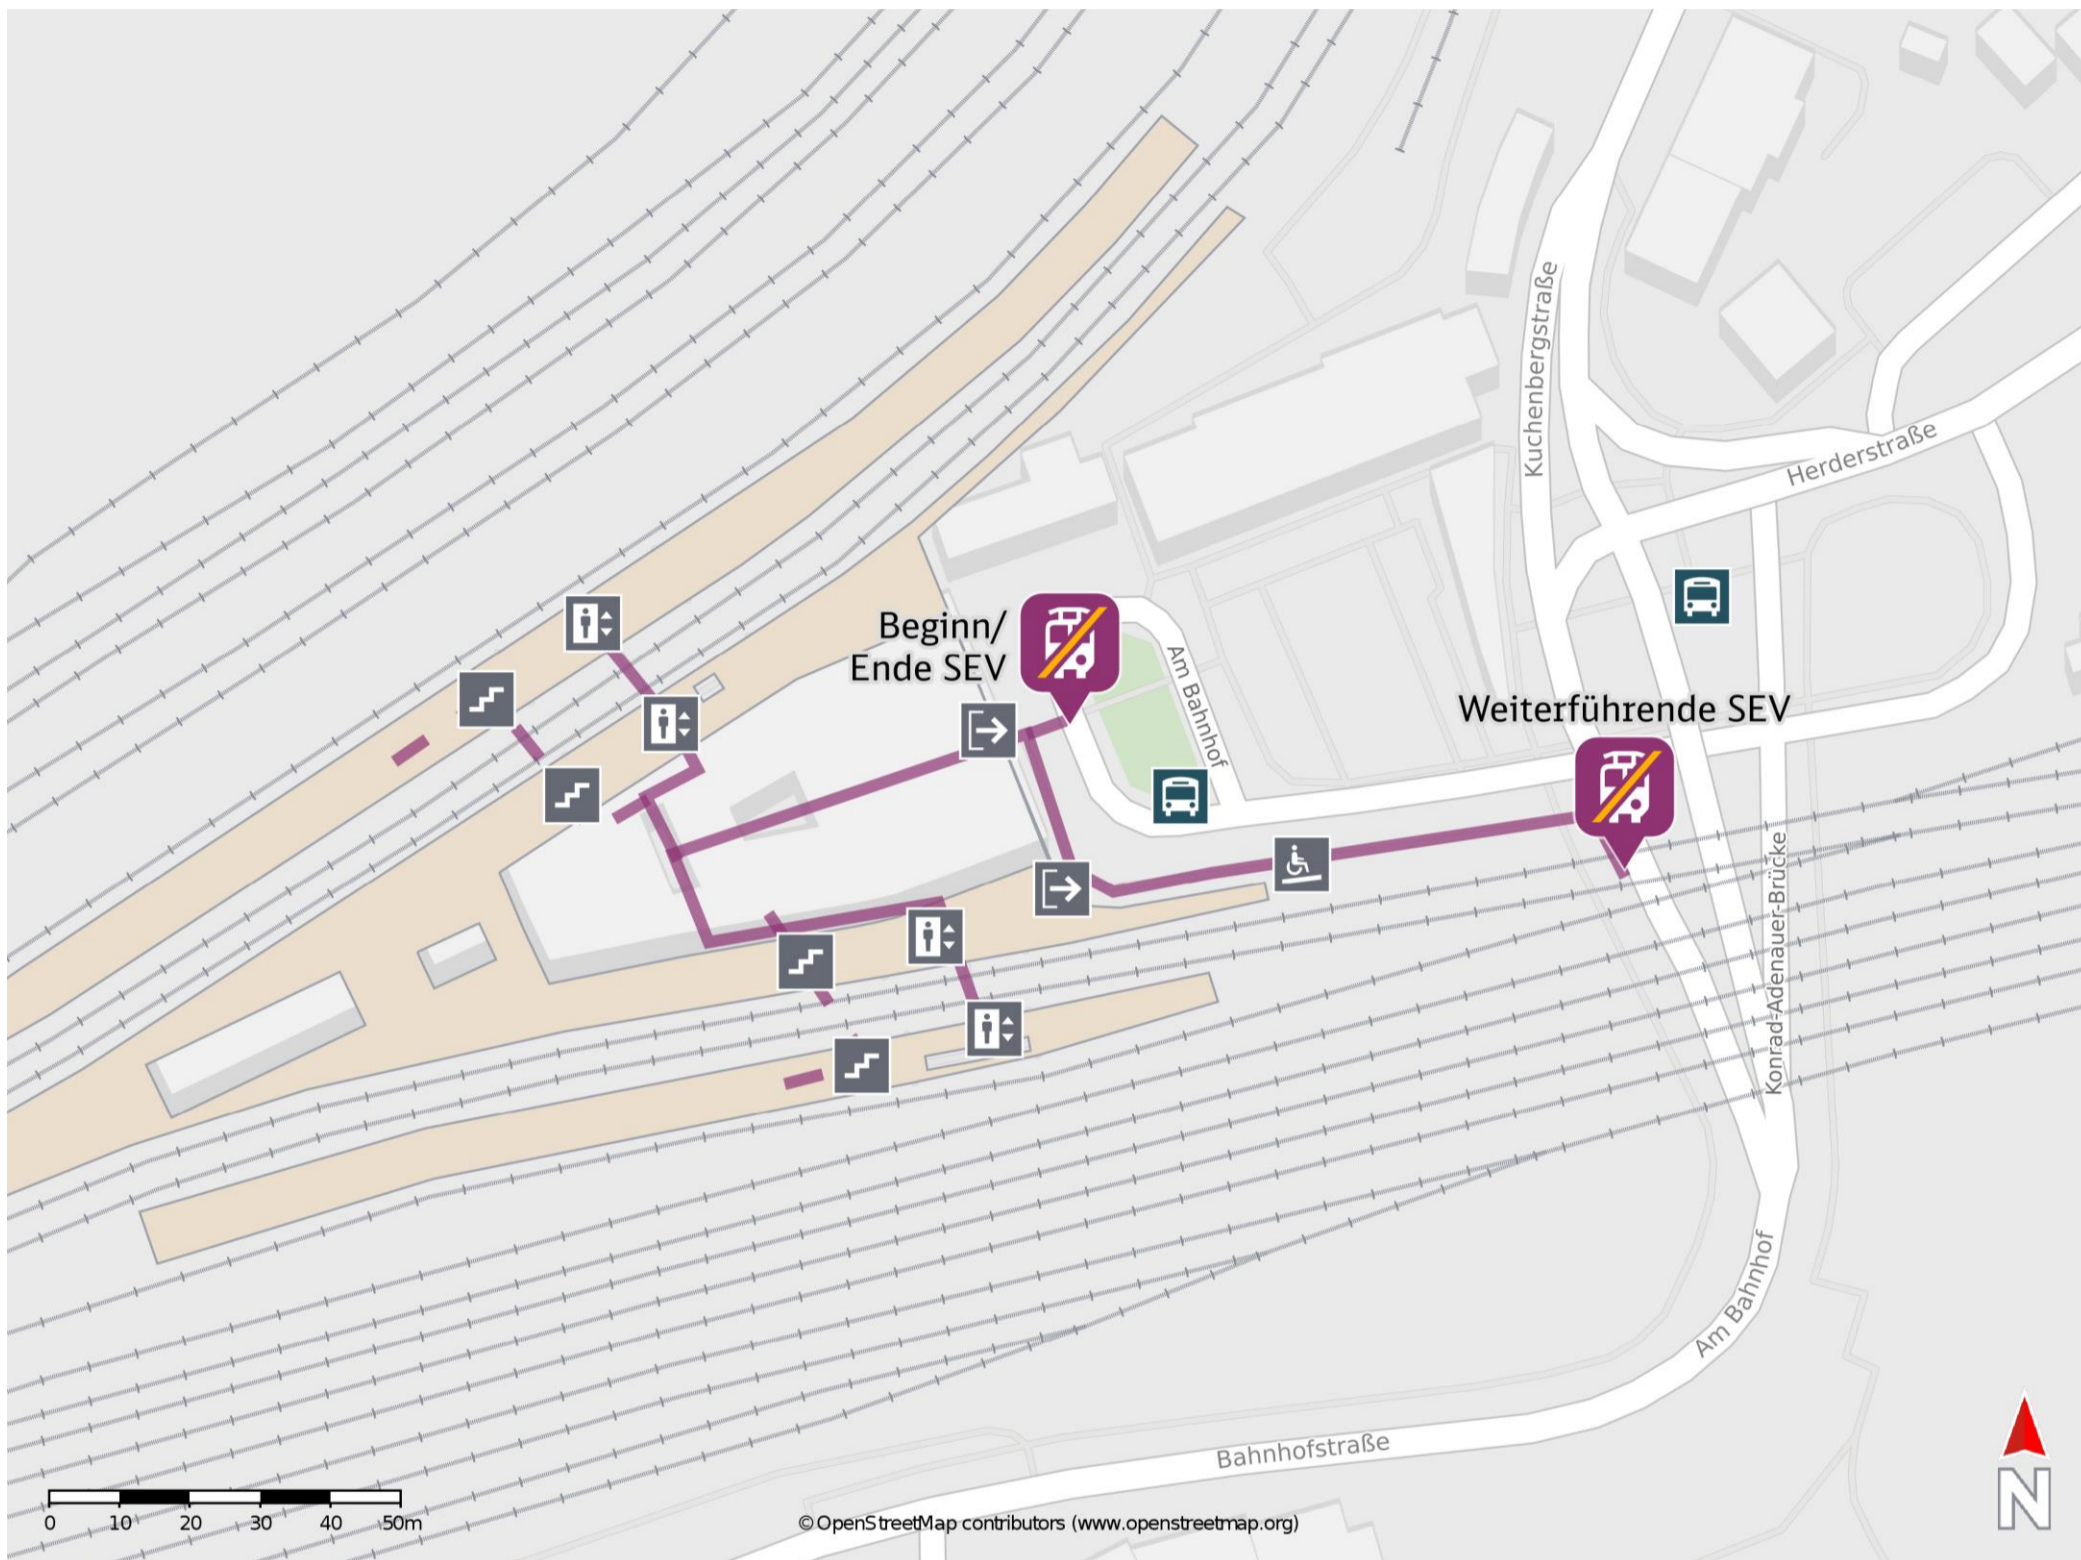 Kuchenbergstraße
Herderstraße
Beginn/
Ende SEV
Am Bahnhof
Weiterführende SEV
Konrad-Adenauer-Brücke
Am Bahnhof
Bahnhofstraße
0 10 20 30 40 50m
©OpenStreetMap contributors (www.openstreetmap.org)
N